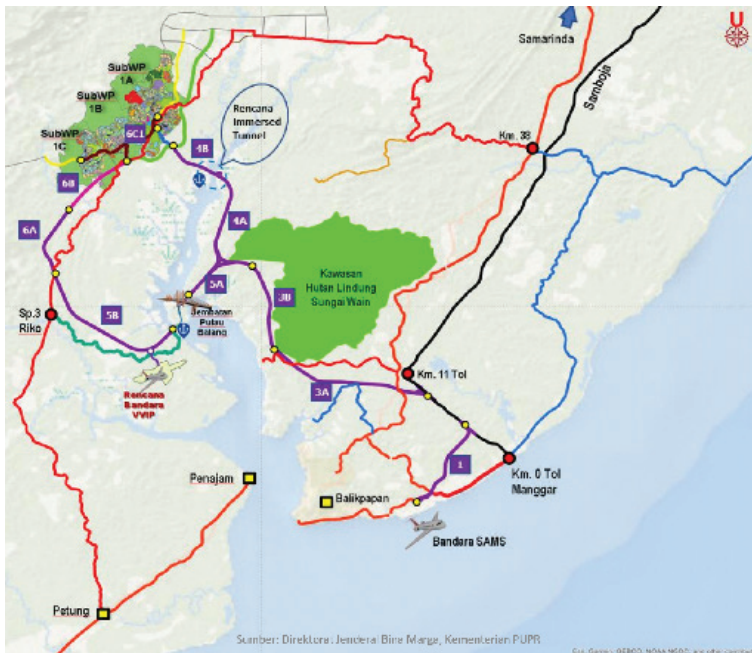 U
Samarinda
Samboja
SubWP
1A
SubWP
1B
SubWP
1C
6C1
Rencana
Immersed
Tunnel
4B
Km. 38
6B
4A
6A
5A
Kawasan
Hutan Lindung
Sungai Wain
3B
Sp.3
Riko
5B
Jembatan
Pulau
Balang
Rencana
Bandara
VVIP
Km. 11 Tol
3A
1
Km. 0 Tol
Manggar
Penajam
Balikpapan
Bandara SAMS
Petung
Sumber: Direktorat Jenderal Bina Marga, Kementerian PUPR